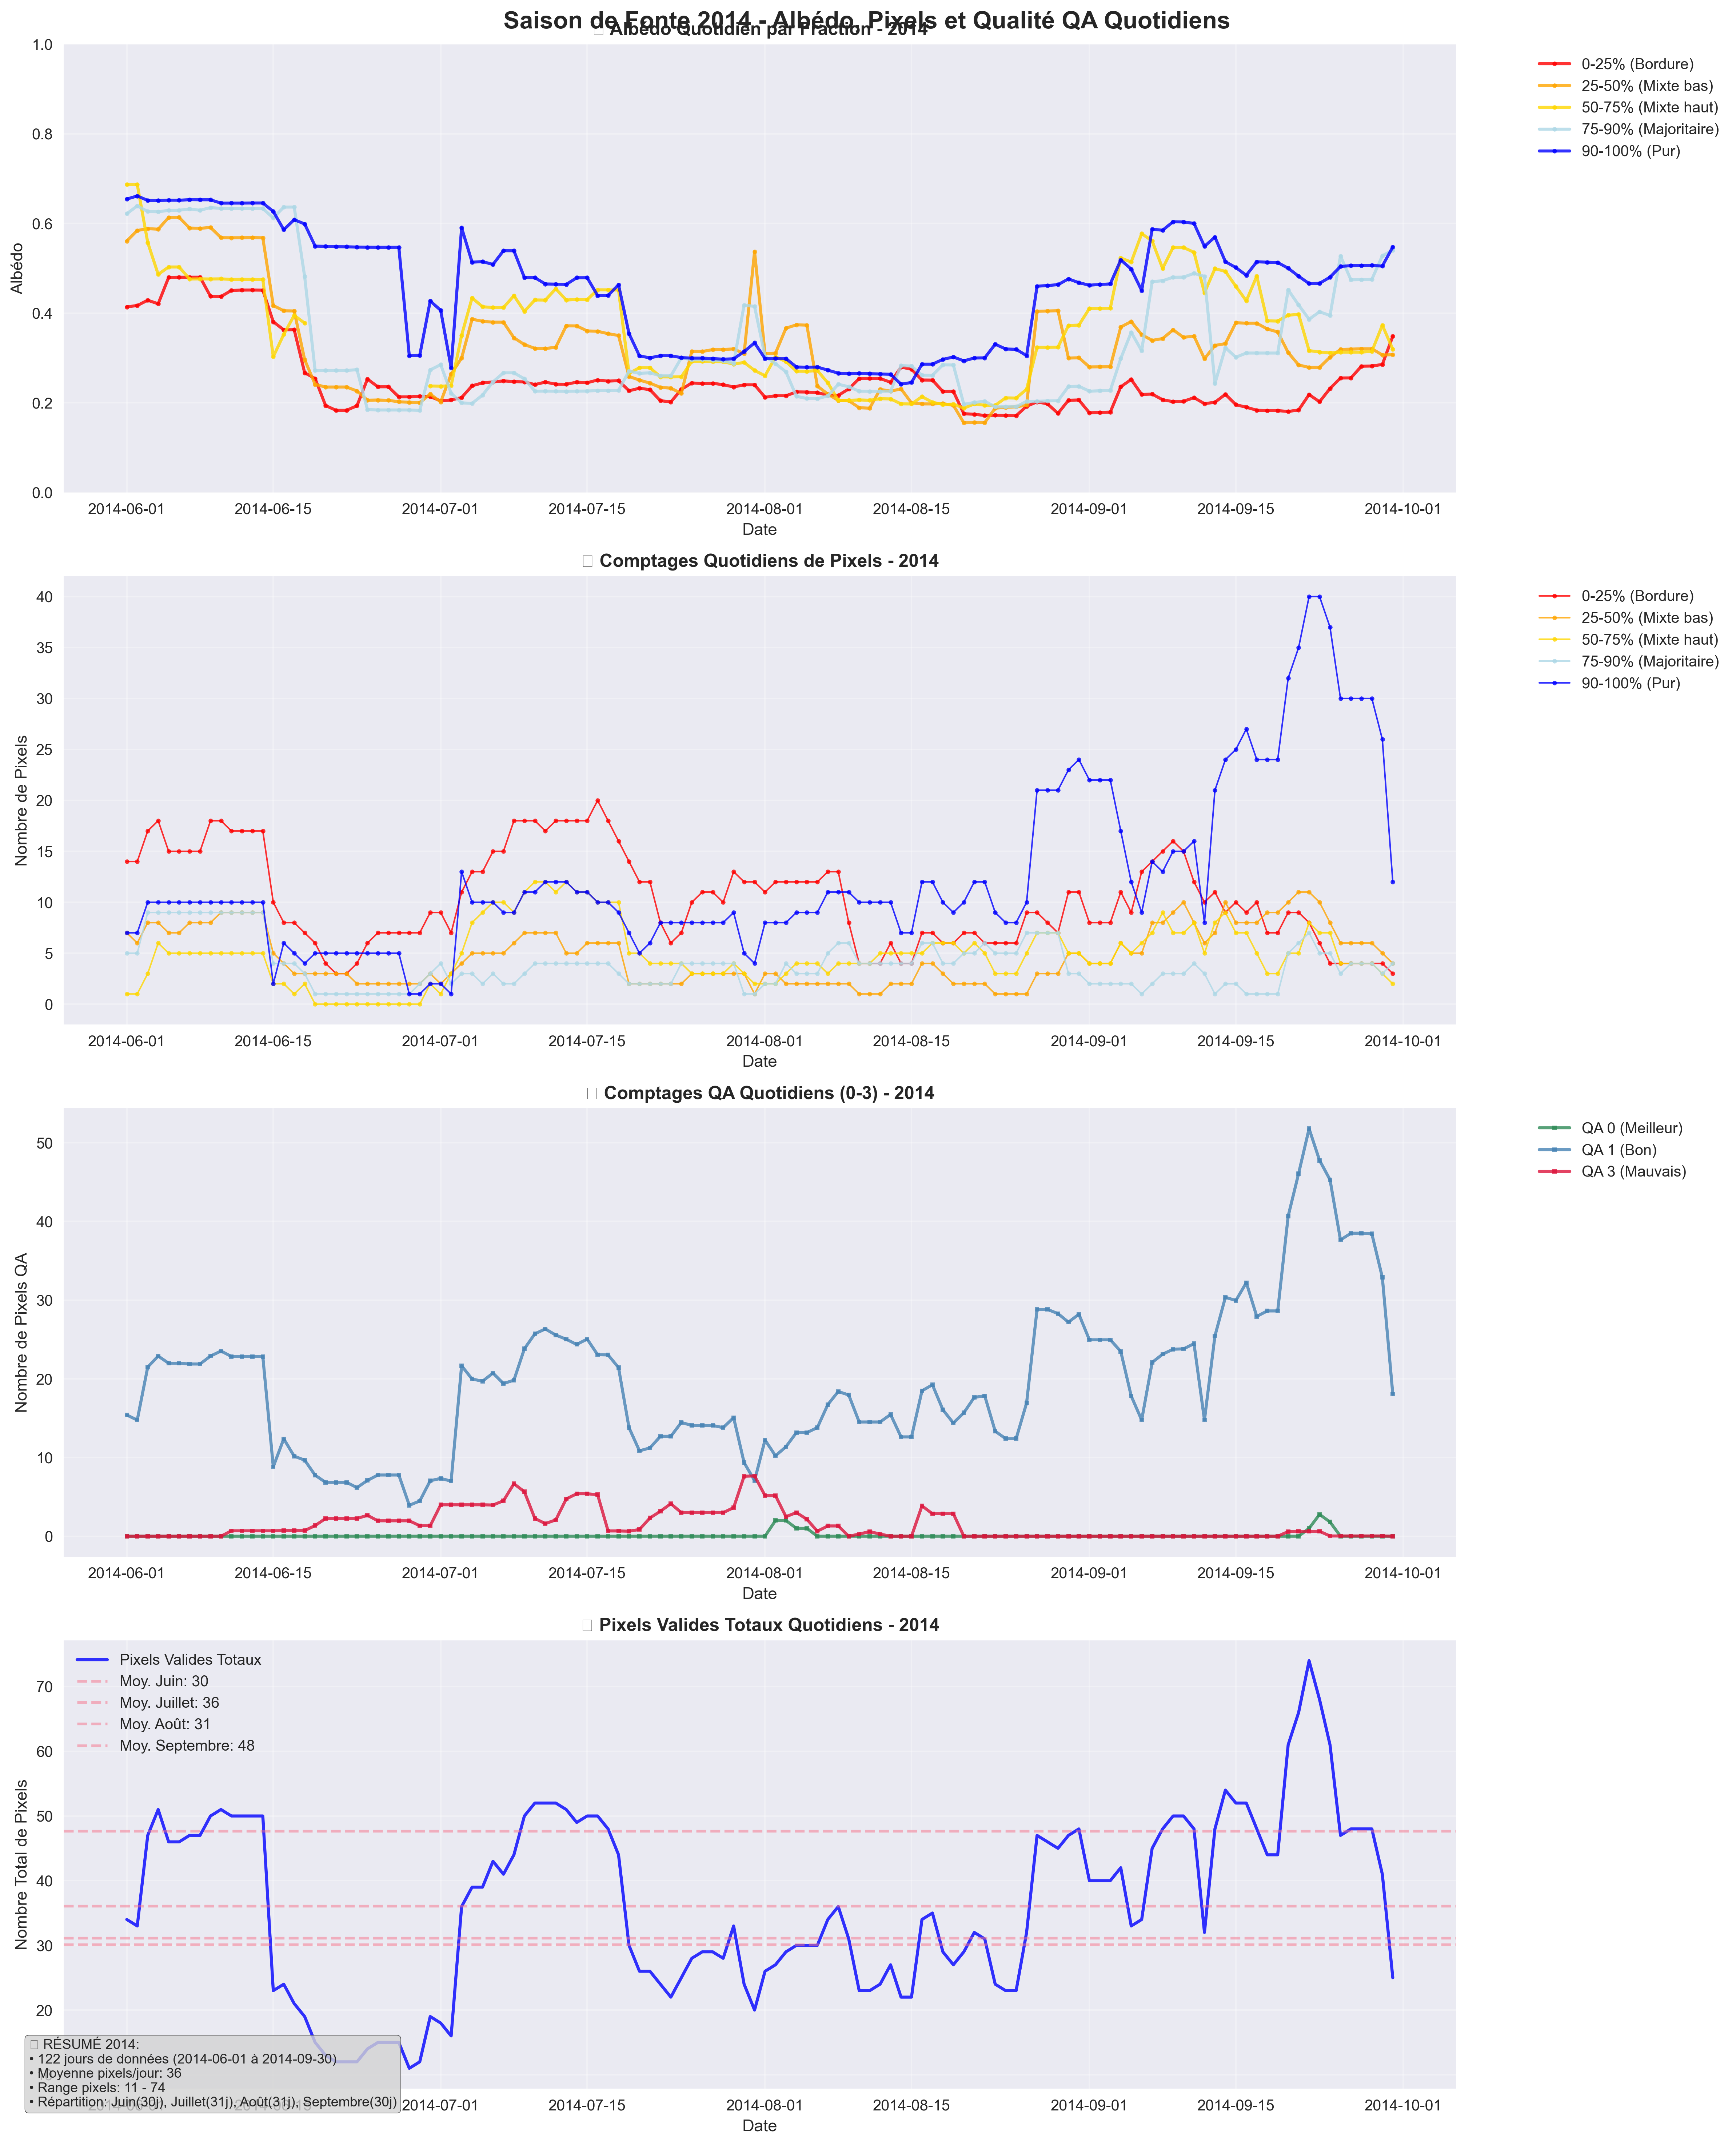 Saison de Fonte 2014 - Albédo, Pixels et Qualité QA Quotidiens
Albédo Quotidien par Fraction - 2014
1.0
0.8
0.6
0.4
0.2
0.0
Albédo
2014-06-01 2014-06-15 2014-07-01 2014-07-15 2014-08-01 2014-08-15 2014-09-01 2014-09-15 2014-10-01
Date
0-25% (Bordure)
25-50% (Mixte bas)
50-75% (Mixte haut)
75-90% (Majoritaire)
90-100% (Pur)
Comptages Quotidiens de Pixels - 2014
40
35
30
25
20
15
10
5
0
Nombre de Pixels
2014-06-01 2014-06-15 2014-07-01 2014-07-15 2014-08-01 2014-08-15 2014-09-01 2014-09-15 2014-10-01
Date
0-25% (Bordure)
25-50% (Mixte bas)
50-75% (Mixte haut)
75-90% (Majoritaire)
90-100% (Pur)
Comptages QA Quotidiens (0-3) - 2014
50
40
30
20
10
0
Nombre de Pixels QA
2014-06-01 2014-06-15 2014-07-01 2014-07-15 2014-08-01 2014-08-15 2014-09-01 2014-09-15 2014-10-01
Date
QA 0 (Meilleur)
QA 1 (Bon)
QA 3 (Mauvais)
Pixels Valides Totaux Quotidiens - 2014
Pixels Valides Totaux
Moy. Juin: 30
Moy. Juillet: 36
Moy. Août: 31
Moy. Septembre: 48
70
60
50
40
30
20
Nombre Total de Pixels
RÉSUMÉ 2014:
• 122 jours de données (2014-06-01 à 2014-09-30)
• Moyenne pixels/jour: 36
• Range pixels: 11 - 74
• Répartition: Juin(30j), Juillet(31j), Août(31j), Septembre(30j)
2014-07-01 2014-07-15 2014-08-01 2014-08-15 2014-09-01 2014-09-15 2014-10-01
Date